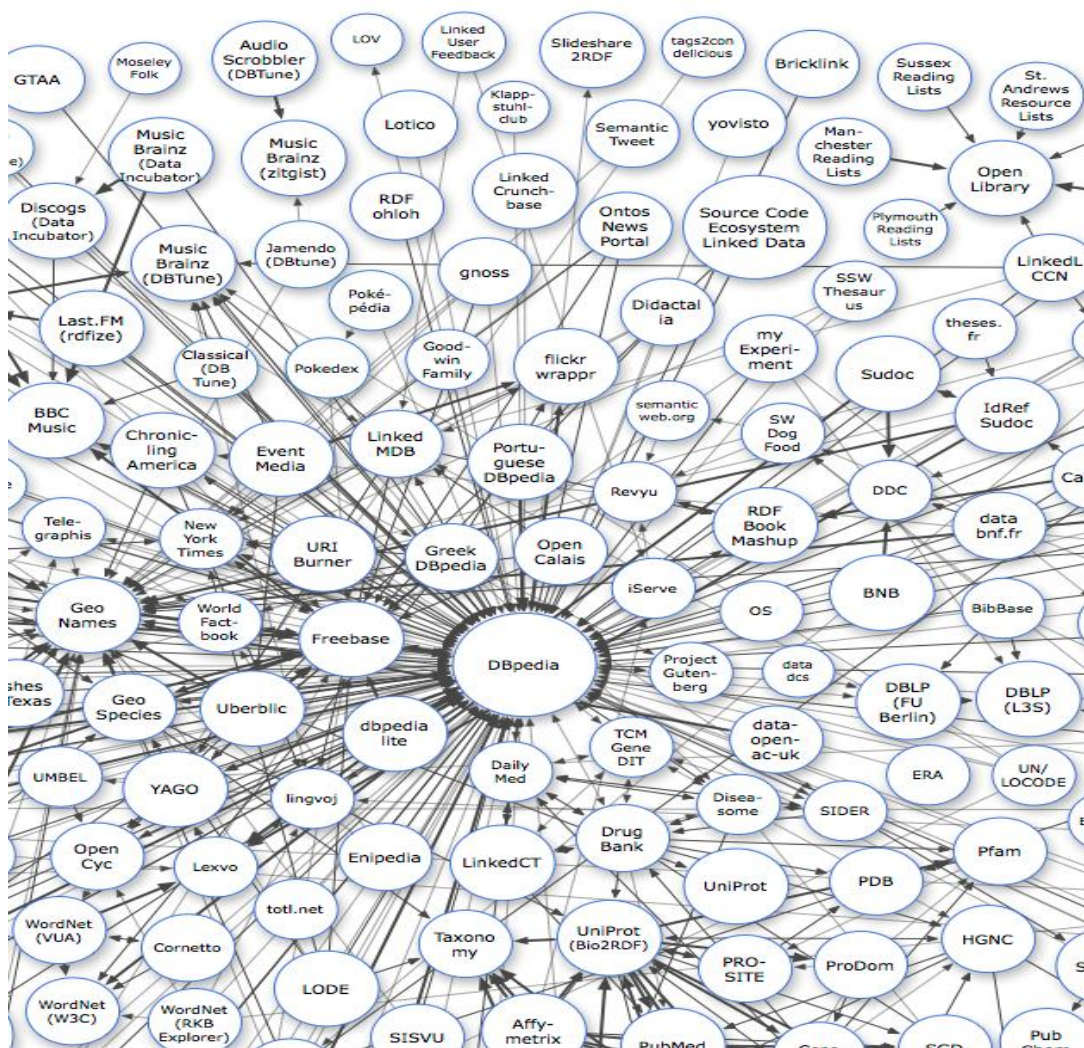 GTAA
Moseley
Folk
Audio
Scrobbler
(DBTune)
LOV
Linked
User
Feedback
Slideshare
2RDF
tags2con
delicious
Bricklink
Sussex
Reading
Lists
St.
Andrews
Resource
Lists
Klapp-
stuhl-
club
Music
Brainz
(Data
Incubator)
Music
Brainz
(zitgist)
Lotico
Semantic
Tweet
yovisto
Man-
chester
Reading
Lists
Open
Library
Discogs
(Data
Incubator)
RDF
ohloh
Linked
Crunch-
base
Ontos
News
Portal
Source Code
Ecosystem
Linked Data
Plymouth
Reading
Lists
Music
Brainz
(DBTune)
Jamendo
(DBtune)
gnoss
LinkedL
CCN
Poké-
pédia
Didactal
ia
SSW
Thesaur
us
Last.FM
(rdfize)
theses.
fr
Classical
(DB
Tune)
Pokedex
Good-
win
Family
flickr
wrappr
my
Experi-
ment
Sudoc
BBC
Music
semantic
web.org
IdRef
Sudoc
Chronic-
ling
America
Event
Media
Linked
MDB
Portu-
guese
DBpedia
SW
Dog
Food
Revyu
DDC
Ca
Tele-
graphis
New
York
Times
URI
Burner
Greek
DBpedia
Open
Calais
RDF
Book
Mashup
data
bnf.fr
Geo
Names
World
Fact-
book
Freebase
iServe
OS
BNB
BibBase
DBpedia
Project
Guten-
berg
data
dcs
shes
Texas
Geo
Species
Uberblic
dbpedia
lite
DBLP
(FU
Berlin)
DBLP
(L3S)
TCM
Gene
DIT
data-
open-
ac-uk
UMBEL
YAGO
lingvoj
Daily
Med
ERA
UN/
LOCODE
Disea-
some
SIDER
Open
Cyc
Lexvo
Enipedia
LinkedCT
Drug
Bank
Pfam
UniProt
PDB
totl.net
WordNet
(VUA)
Cornetto
Taxono
my
UniProt
(Bio2RDF)
HGNC
PRO-
SITE
ProDom
LODE
WordNet
(W3C)
WordNet
(RKB
Explorer)
SISVU
Affy-
metrix
PubMed
SGD
Pub
Chem